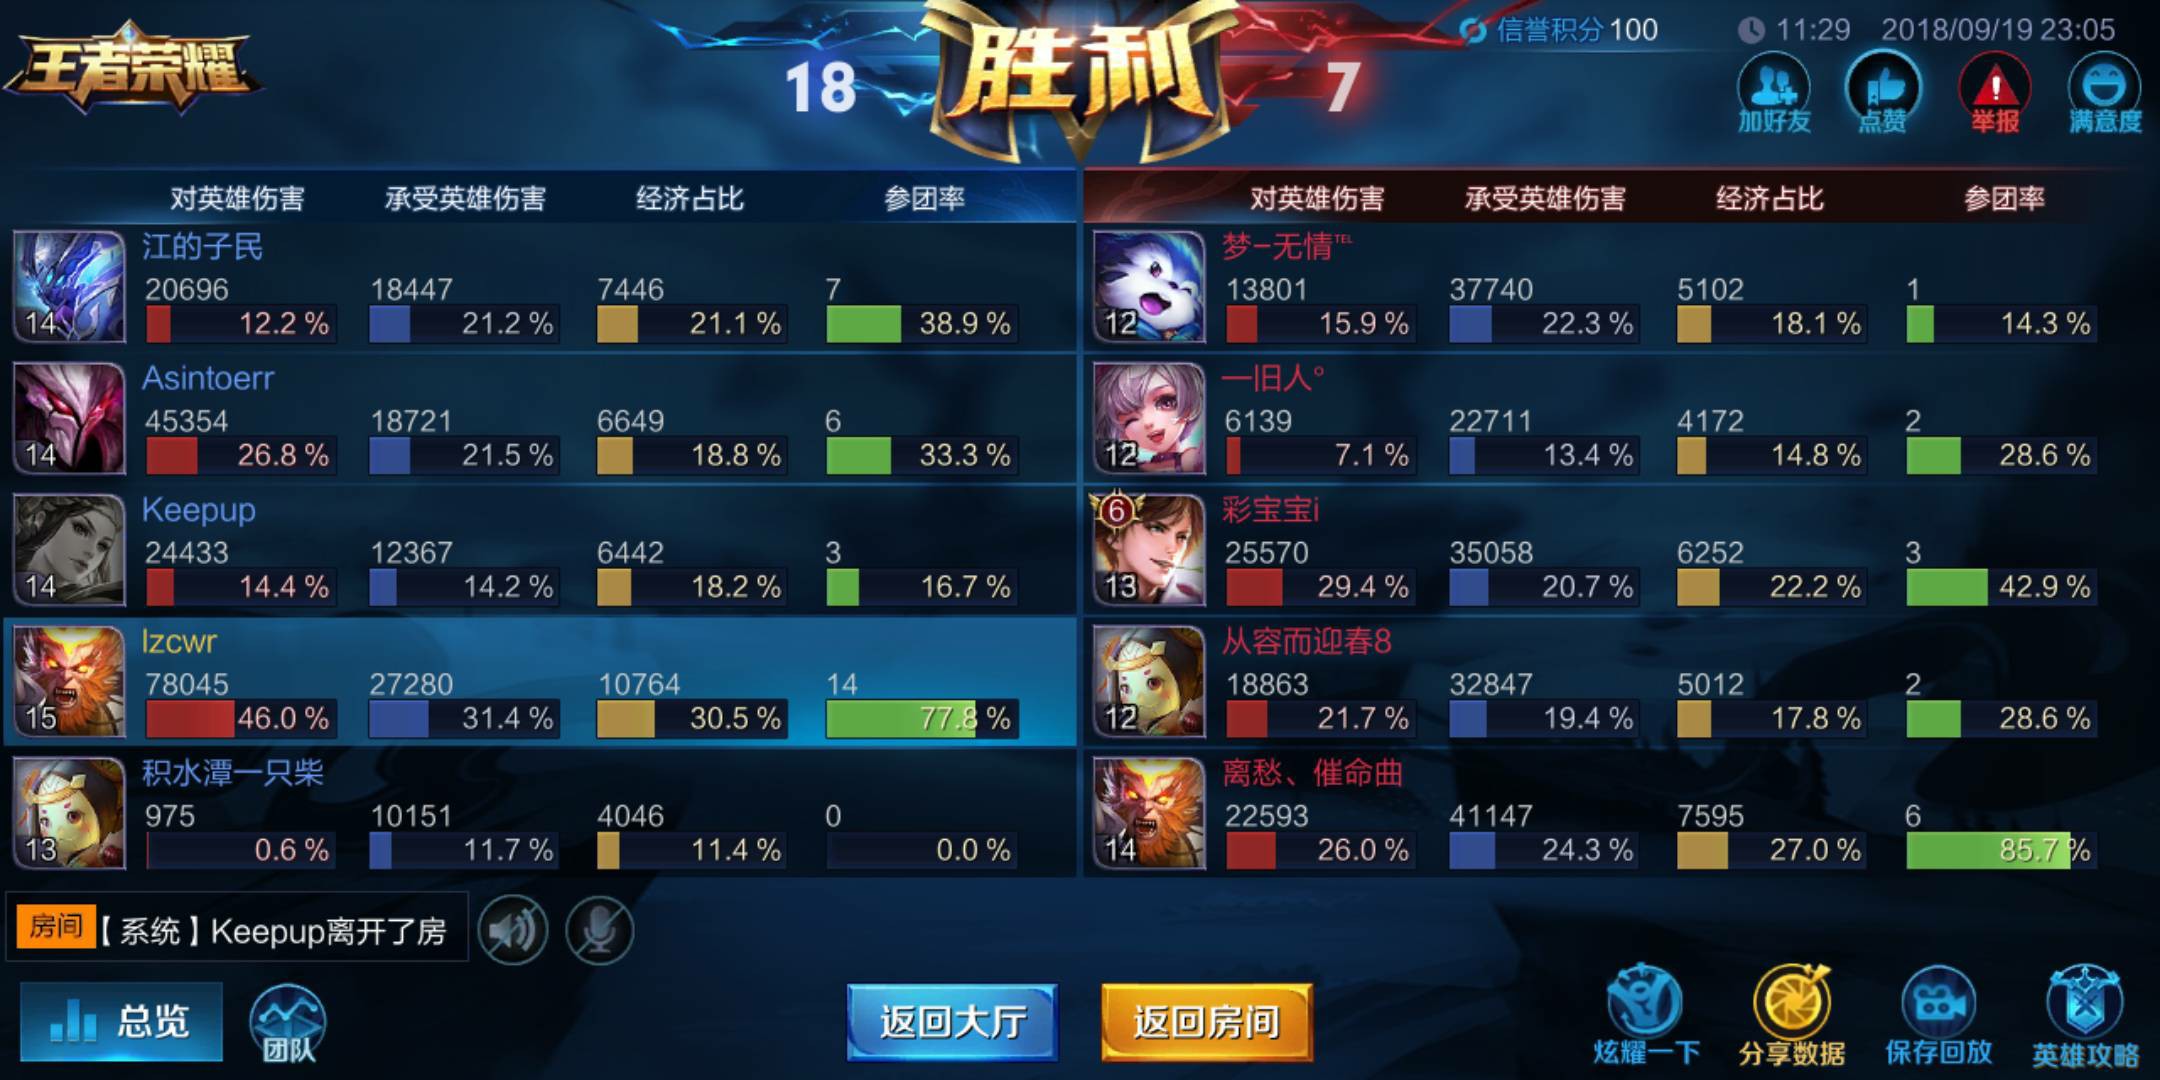 王者荣耀
18
胜利
7
信誉积分100
11:29
2018/09/19 23:05
加好友
点赞
举报
满意度
对英雄伤害 承受英雄伤害 经济占比 参团率
江的子民
20696 18447 7446 7
14 12.2 % 21.2 % 21.1 % 38.9 %
Asintoerr
45354 18721 6649 6
14 26.8 % 21.5 % 18.8 % 33.3 %
Keepup
24433 12367 6442 3
14 14.4 % 14.2 % 18.2 % 16.7 %
lzcwr
78045 27280 10764 14
15 46.0 % 31.4 % 30.5 % 77.8 %
积水潭一只柴
975 10151 4046 0
13 0.6 % 11.7 % 11.4 % 0.0 %
对英雄伤害 承受英雄伤害 经济占比 参团率
梦–无情℡
13801 37740 5102 1
12 15.9 % 22.3 % 18.1 % 14.3 %
一旧人°
6139 22711 4172 2
12 7.1 % 13.4 % 14.8 % 28.6 %
6
彩宝宝i
25570 35058 6252 3
13 29.4 % 20.7 % 22.2 % 42.9 %
从容而迎春8
18863 32847 5012 2
12 21.7 % 19.4 % 17.8 % 28.6 %
离愁、催命曲
22593 41147 7595 6
14 26.0 % 24.3 % 27.0 % 85.7 %
房间【 系统 】Keepup离开了房
总览
团队
返回大厅
返回房间
炫耀一下
分享数据
保存回放
英雄攻略